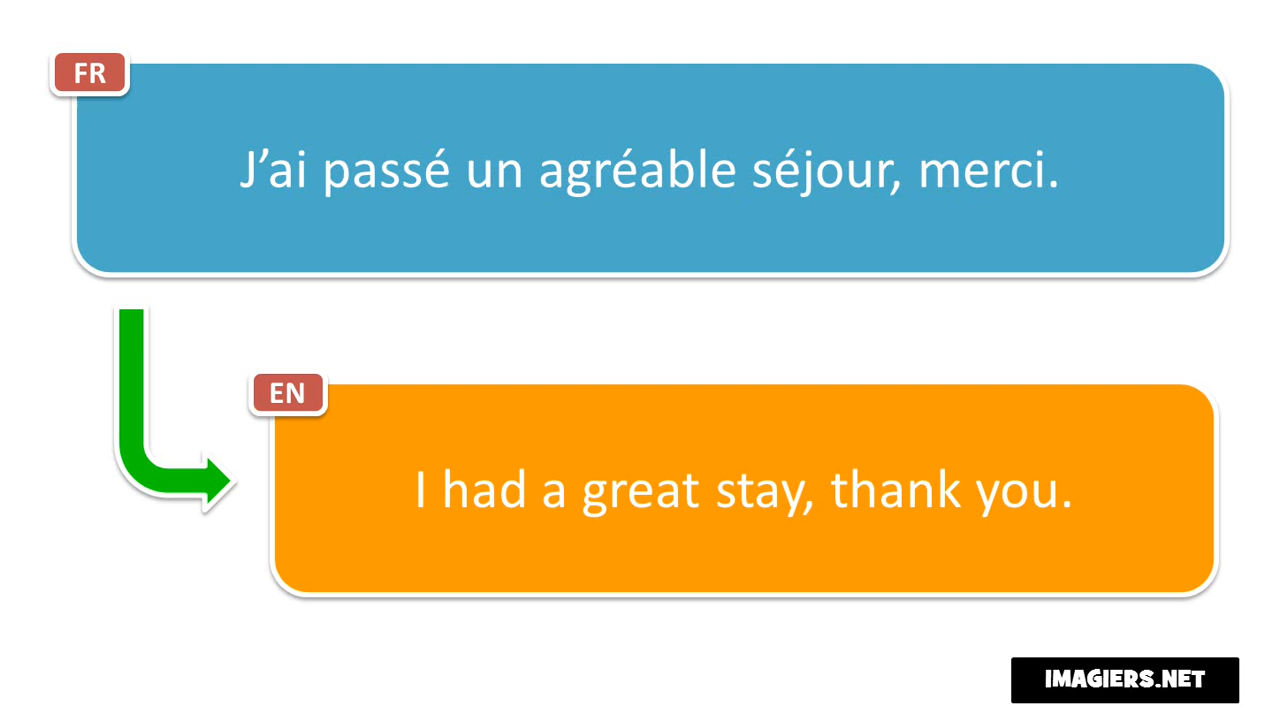 FR
J’ai passé un agréable séjour, merci.
EN
I had a great stay, thank you.
IMAGIERS.NET